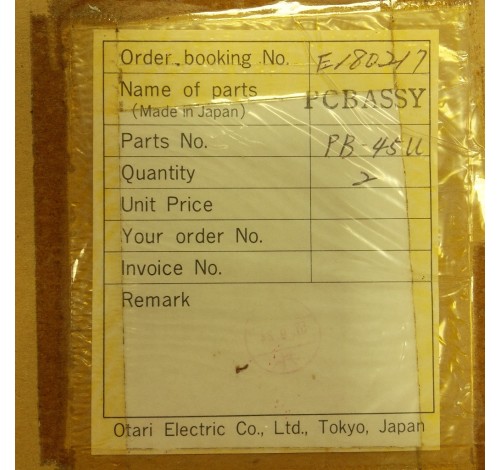 Order booking No. E180217
Name of parts PCBASSY
(Made in Japan)
Parts No. PB-45U
Quantity 2
Unit Price
Your order No.
Invoice No.
Remark
Otari Electric Co., Ltd., Tokyo, Japan